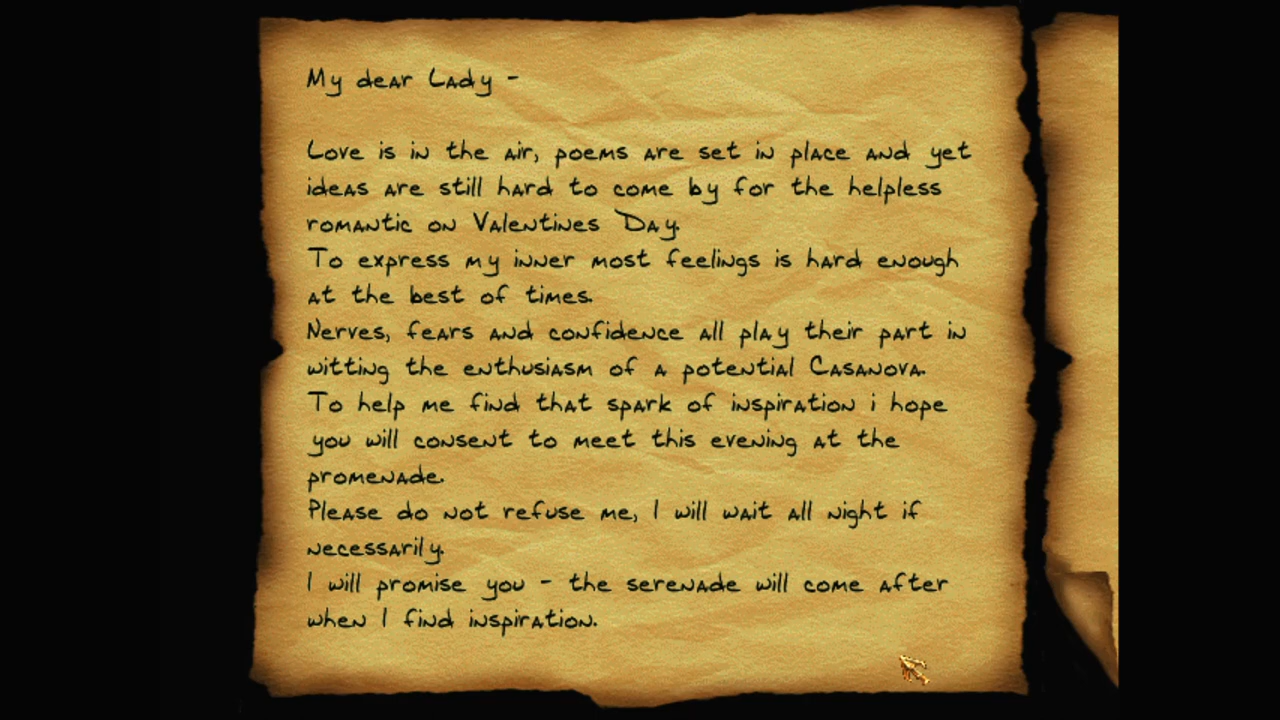 My dear Lady -
Love is in the air, poems are set in place and yet
ideas are still hard to come by for the helpless
romantic on Valentines Day.
To express my inner most feelings is hard enough
at the best of times.
Nerves, fears and confidence all play their part in
witting the enthusiasm of a potential Casanova.
To help me find that spark of inspiration i hope
you will consent to meet this evening at the
promenade.
Please do not refuse me, I will wait all night if
necessarily.
I will promise you - the serenade will come after
when I find inspiration.